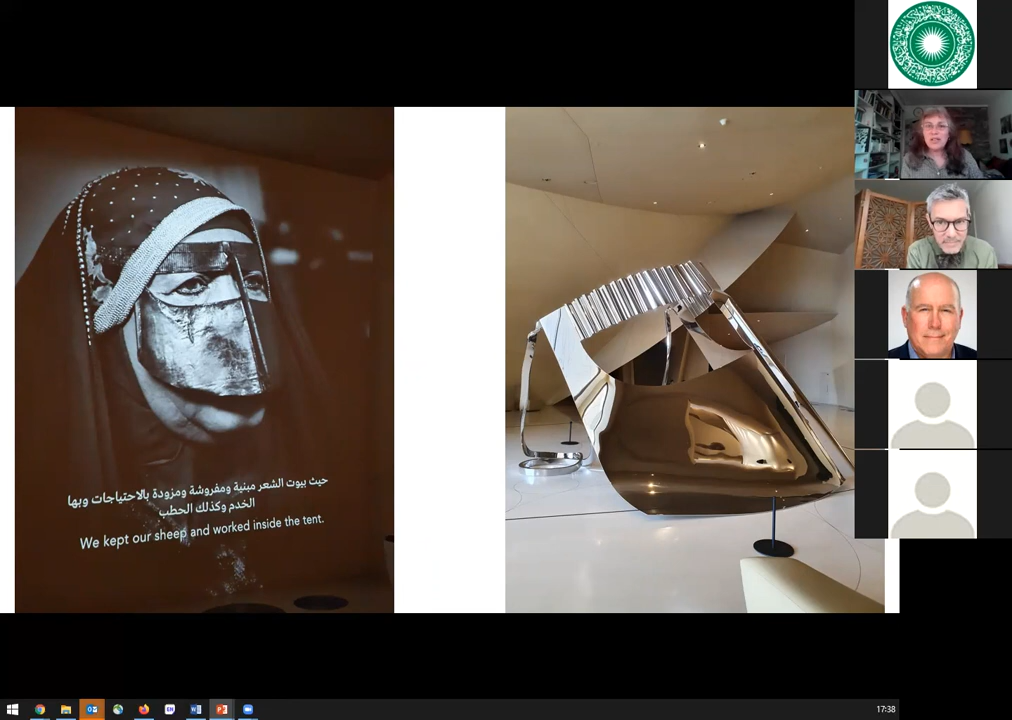 حيث بيوت الشعر مبنية ومفروشة ومزودة بالاحتياجات وبها
الخدم وكذلك الحطب
We kept our sheep and worked inside the tent.
EN
17:38